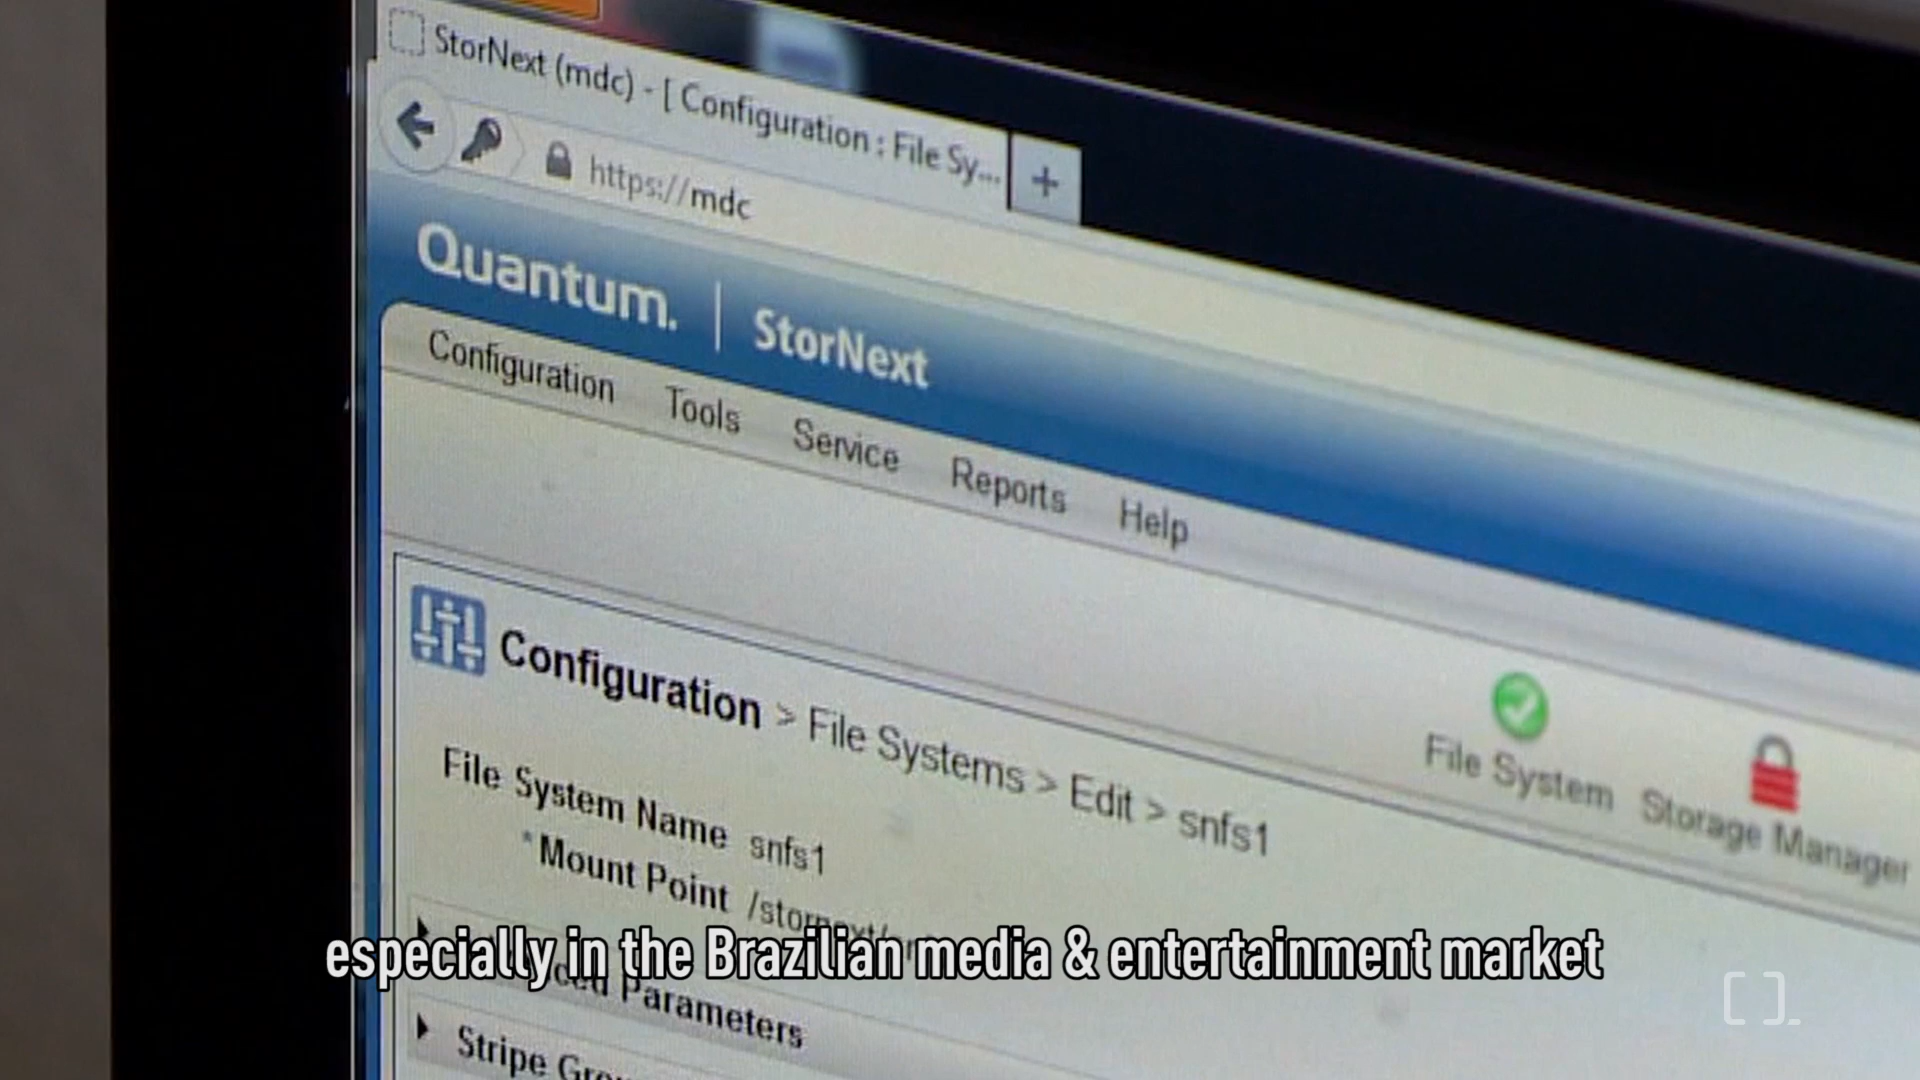 StorNext (mdc) - [ Configuration : File Sy...
+
https://mdc
Quantum. | StorNext
Configuration Tools Service Reports Help
Configuration > File Systems > Edit > snfs1
File System
Storage Manager
File System Name snfs1
*Mount Point
especially in the Brazilian media & entertainment market
Parameters
Stripe